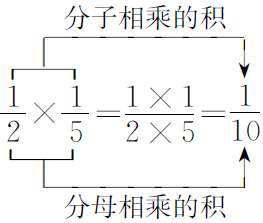 分子相乘的积
1/2 × 1/5 = 1×1/2×5 = 1/10
分母相乘的积